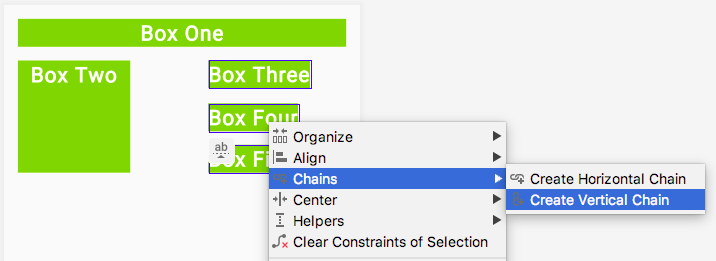 Box One
Box Two
Box Three
Box Four
ab
Box Fi
Organize
Align
Chains
Create Horizontal Chain
Center
Create Vertical Chain
Helpers
Clear Constraints of Selection